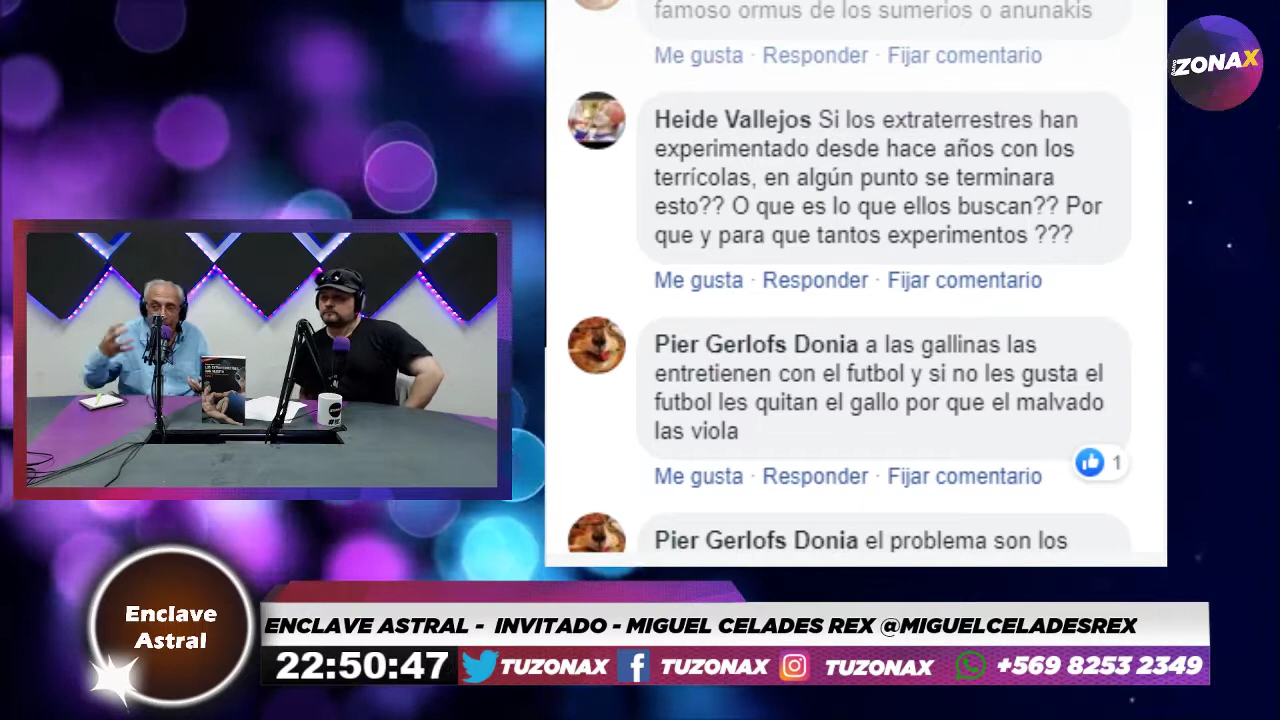 famoso ormus de los sumerios o anunakis
Me gusta · Responder · Fijar comentario
Heide Vallejos Si los extraterrestres han
experimentado desde hace años con los
terrícolas, en algún punto se terminara
esto?? O que es lo que ellos buscan?? Por
que y para que tantos experimentos ???
Me gusta · Responder · Fijar comentario
Pier Gerlofs Donia a las gallinas las
entretienen con el futbol y si no les gusta el
futbol les quitan el gallo por que el malvado
las viola
1
Me gusta · Responder · Fijar comentario
Pier Gerlofs Donia el problema son los
ZONAX
Enclave
Astral
ENCLAVE ASTRAL - INVITADO - MIGUEL CELADES REX @MIGUELCELADESREX
22:50:47 TUZONAX TUZONAX TUZONAX +569 8253 2349